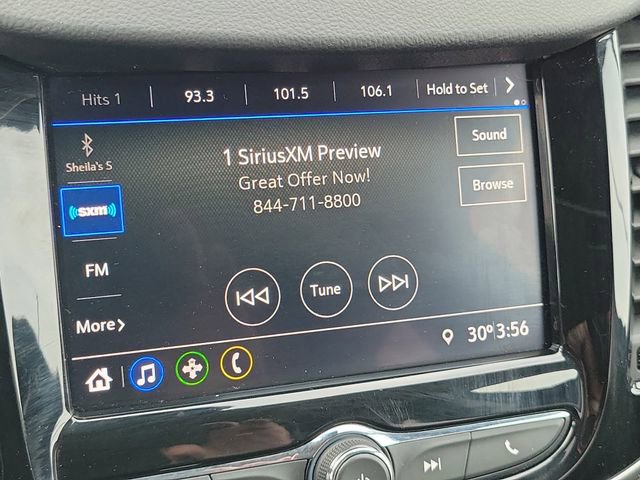 Hits 1 93.3 101.5 106.1 Hold to Set
Sheila's S
1 SiriusXM Preview
Great Offer Now!
844-711-8800
Sound
Browse
sxm
FM
Tune
More
30° 3:56